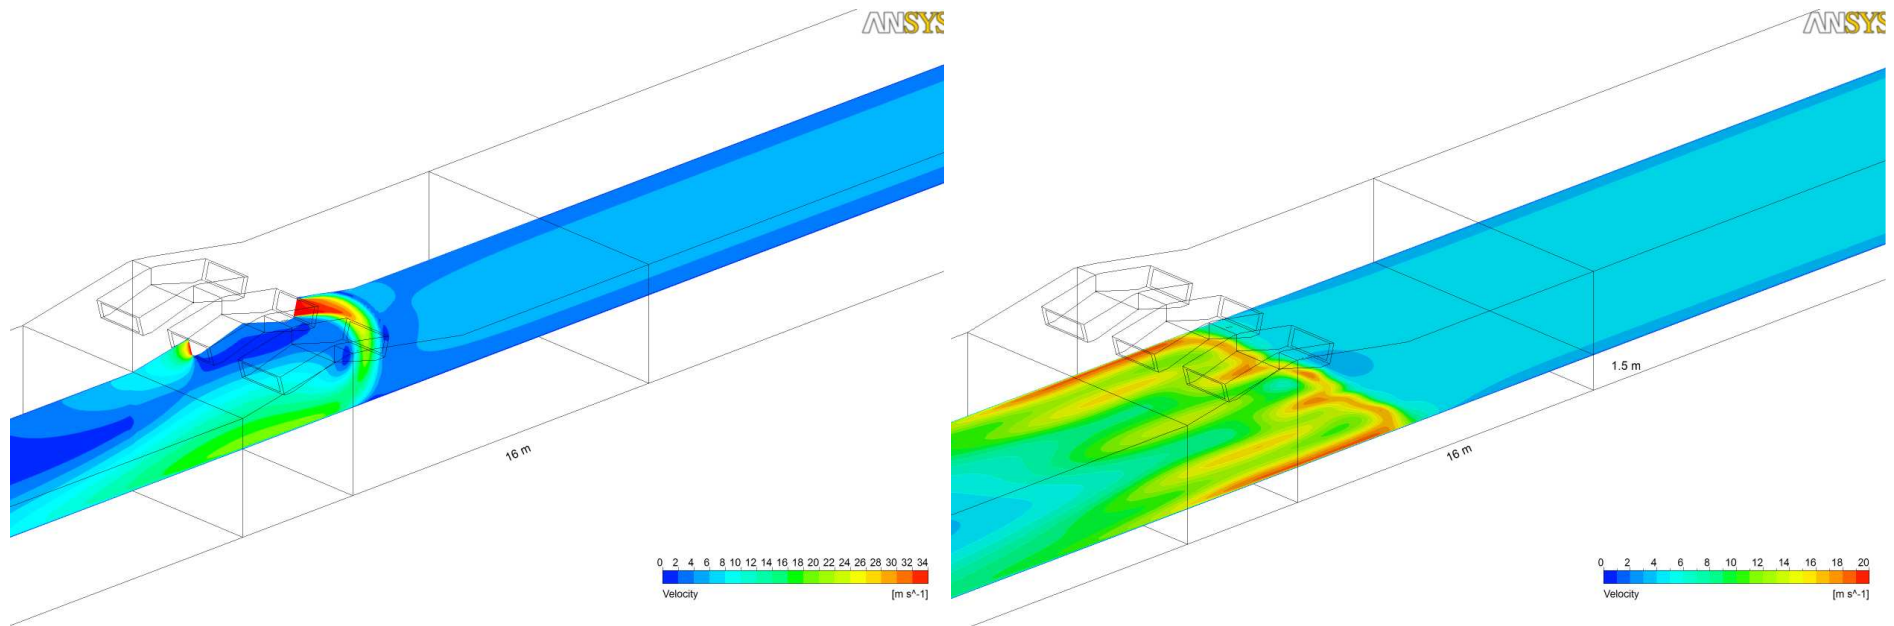 ANSYS
16 m
0 2 4 6 8 10 12 14 16 18 20 22 24 26 28 30 32 34
Velocity [m s^-1]
ANSYS
1.5 m
16 m
0 2 4 6 8 10 12 14 16 18 20
Velocity [m s^-1]